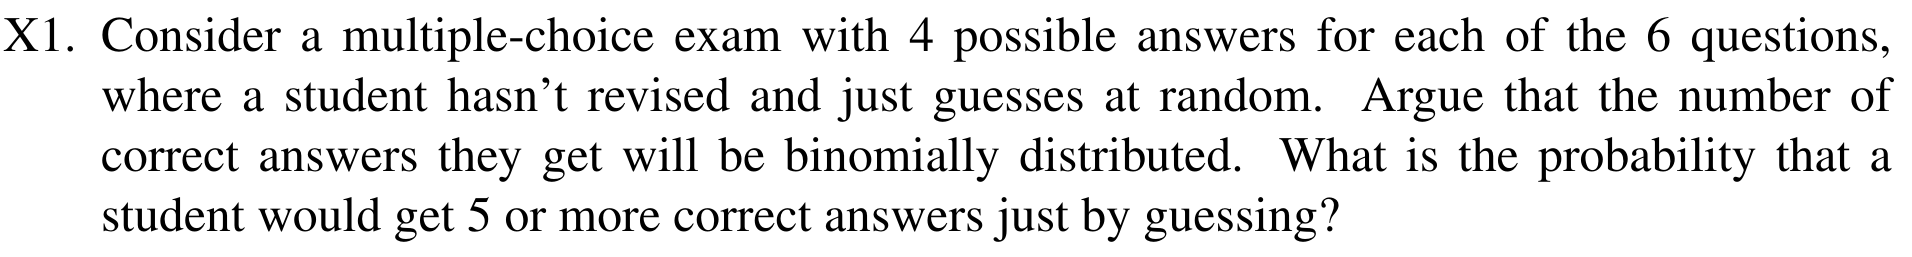 X1. Consider a multiple-choice exam with 4 possible answers for each of the 6 questions,
where a student hasn't revised and just guesses at random. Argue that the number of
correct answers they get will be binomially distributed. What is the probability that a
student would get 5 or more correct answers just by guessing?